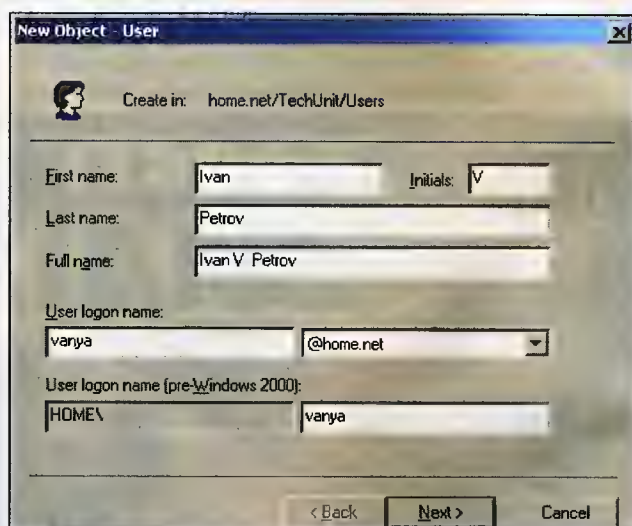 New Object - User
Create in: home.net/TechUnit/Users
First name: Ivan Initials: V
Last name: Petrov
Full name: Ivan V Petrov
User logon name:
vanya @home.net
User logon name (pre-Windows 2000):
HOME\ vanya
< Back Next > Cancel